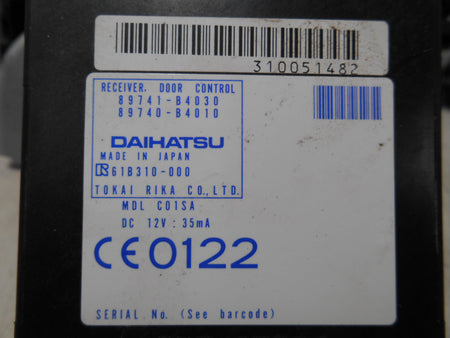 310051482
RECEIVER, DOOR CONTROL
89741-B4030
89740-B4010
DAIHATSU
MADE IN JAPAN
R 61B310-000
TOKAI RIKA CO.,LTD.
MDL C01SA
DC 12V : 35mA
CE0122
SERIAL No. (See barcode)